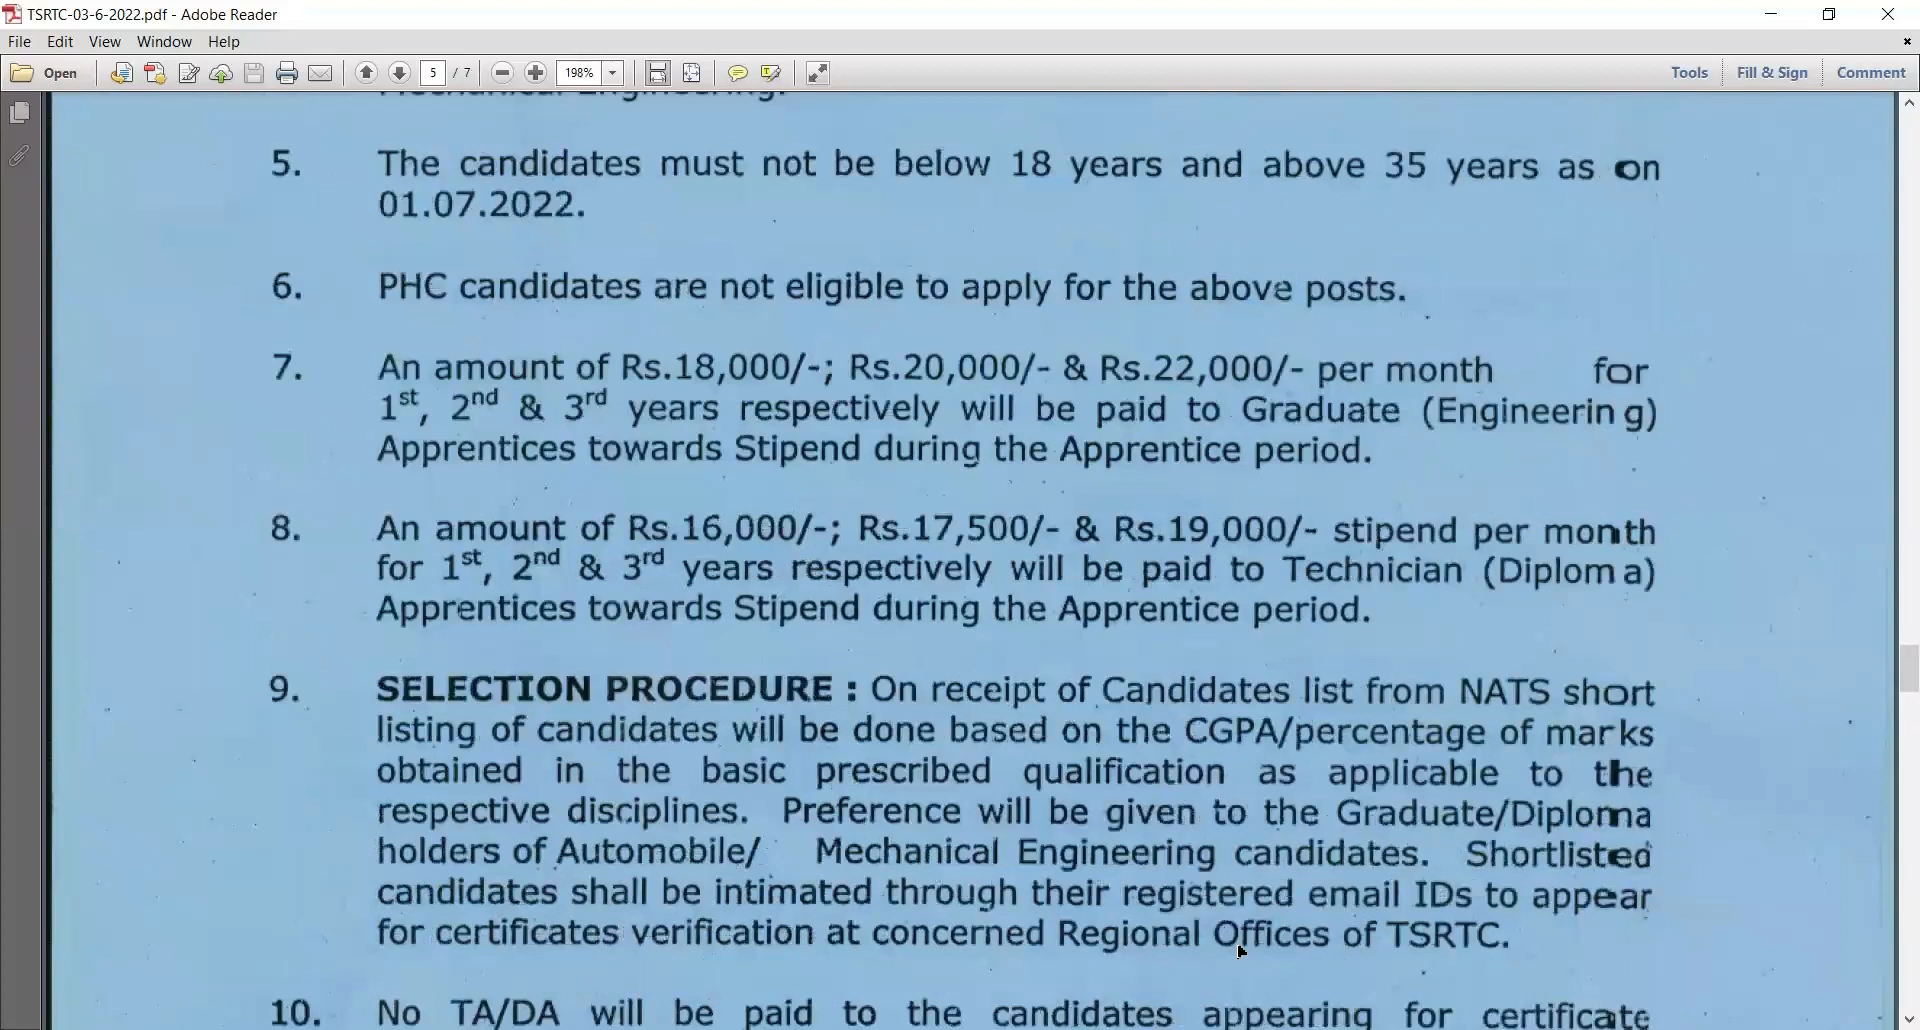 TSRTC-03-6-2022.pdf - Adobe Reader
File Edit View Window Help
Open 5 / 7 198% Tools Fill & Sign Comment
Mechanical Engineering.
5. The candidates must not be below 18 years and above 35 years as on
01.07.2022.
6. PHC candidates are not eligible to apply for the above posts.
7. An amount of Rs.18,000/-; Rs.20,000/- & Rs.22,000/- per month for
1st, 2nd & 3rd years respectively will be paid to Graduate (Engineering)
Apprentices towards Stipend during the Apprentice period.
8. An amount of Rs.16,000/-; Rs.17,500/- & Rs.19,000/- stipend per month
for 1st, 2nd & 3rd years respectively will be paid to Technician (Diploma)
Apprentices towards Stipend during the Apprentice period.
9. SELECTION PROCEDURE : On receipt of Candidates list from NATS short
listing of candidates will be done based on the CGPA/percentage of marks
obtained in the basic prescribed qualification as applicable to the
respective disciplines. Preference will be given to the Graduate/Diploma
holders of Automobile/ Mechanical Engineering candidates. Shortlisted
candidates shall be intimated through their registered email IDs to appear
for certificates verification at concerned Regional Offices of TSRTC.
10. No TA/DA will be paid to the candidates appearing for certificate